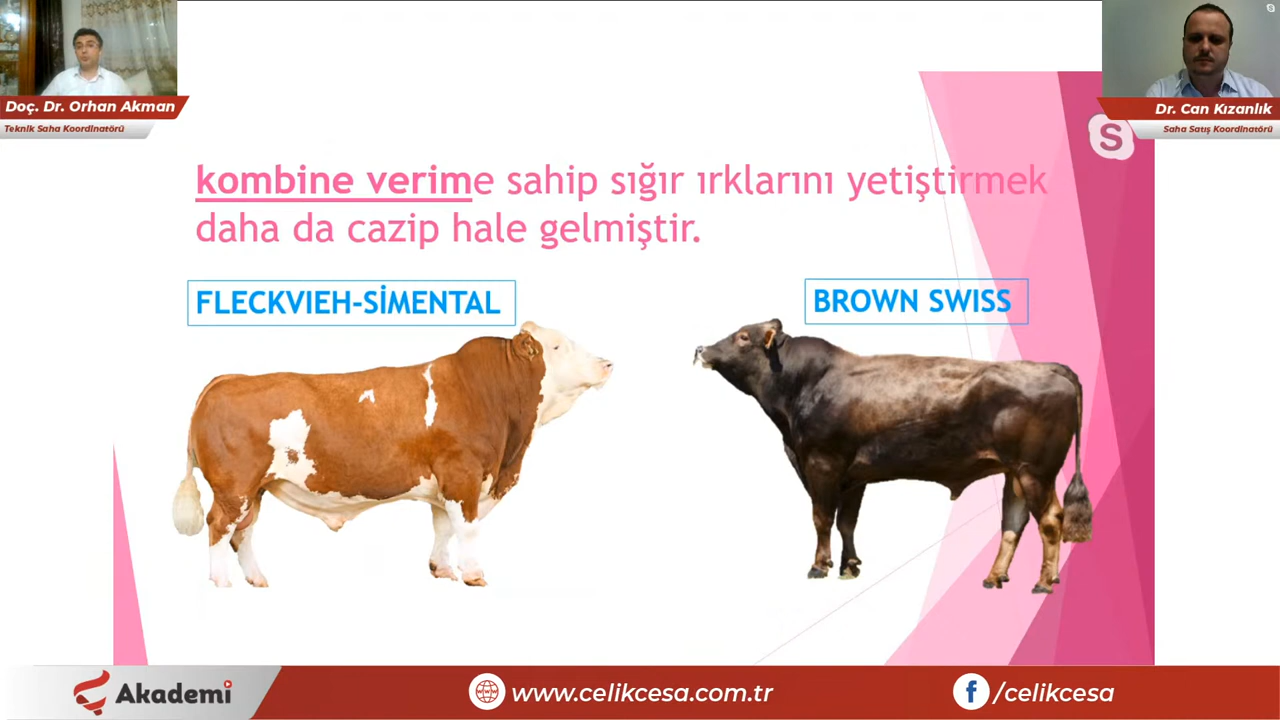 Doç. Dr. Orhan Akman
Teknik Saha Koordinatörü
Dr. Can Kızanlık
Saha Satış Koordinatörü
S
kombine verime sahip sığır ırklarını yetiştirmek
daha da cazip hale gelmiştir.
FLECKVIEH-SİMENTAL
BROWN SWISS
Akademi
www.celikcesa.com.tr
f /celikcesa